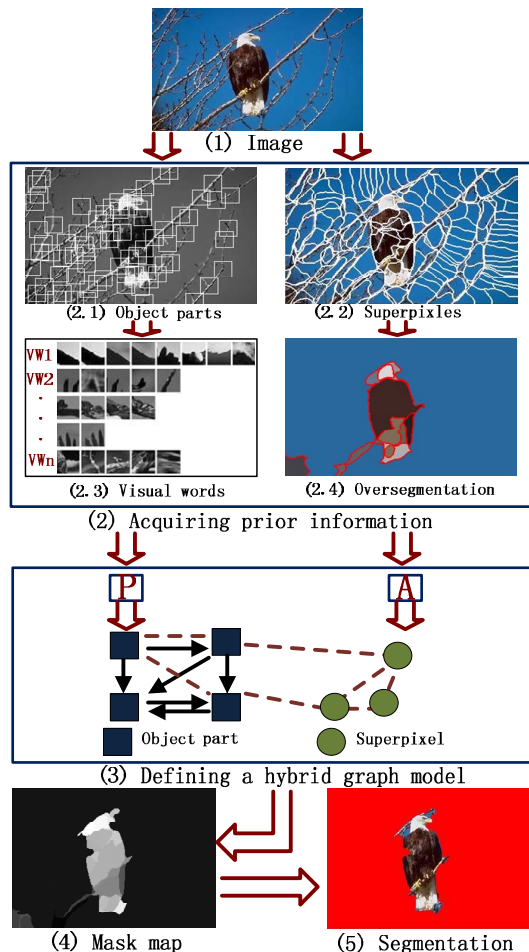 (1) Image
(2.1) Object parts
(2.2) Superpixles
VW1
VW2
.
.
.
VWn
(2.3) Visual words
(2.4) Oversegmentation
(2) Acquiring prior information
P
A
Object part
Superpixel
(3) Defining a hybrid graph model
(4) Mask map
(5) Segmentation